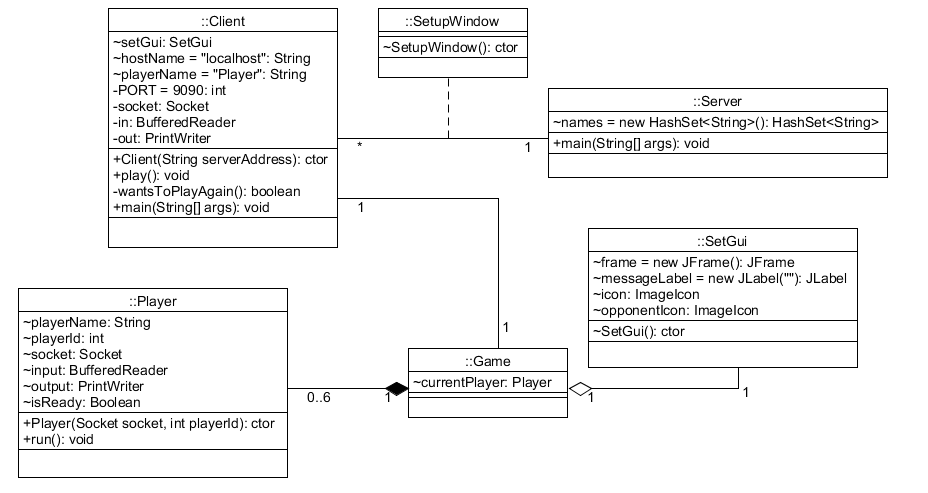 ::Client
~setGui: SetGui
~hostName = "localhost": String
~playerName = "Player": String
-PORT = 9090: int
-socket: Socket
-in: BufferedReader
-out: PrintWriter
+Client(String serverAddress): ctor
+play(): void
-wantsToPlayAgain(): boolean
+main(String[] args): void
::SetupWindow
~SetupWindow(): ctor
::Server
~names = new HashSet<String>(): HashSet<String>
+main(String[] args): void
*
1
1
1
::SetGui
~frame = new JFrame(): JFrame
~messageLabel = new JLabel(""): JLabel
~icon: ImageIcon
~opponentIcon: ImageIcon
~SetGui(): ctor
::Player
~playerName: String
~playerId: int
~socket: Socket
~input: BufferedReader
~output: PrintWriter
~isReady: Boolean
+Player(Socket socket, int playerId): ctor
+run(): void
::Game
~currentPlayer: Player
0..6
1
1
1